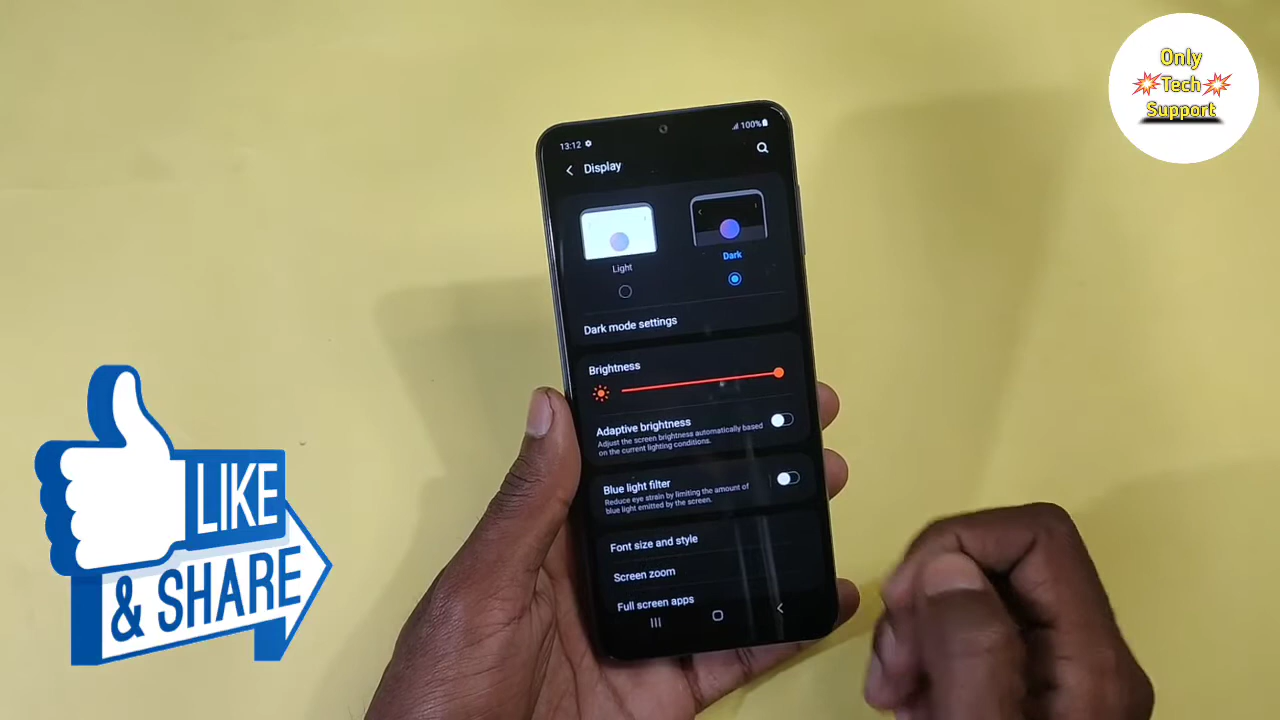 Only
Tech
Support
13:12
100%
Display
Light
Dark
Dark mode settings
Brightness
Adaptive brightness
Adjust the screen brightness automatically based
on the current lighting conditions.
Blue light filter
Reduce eye strain by limiting the amount of
blue light emitted by the screen.
Font size and style
Screen zoom
Full screen apps
LIKE
& SHARE